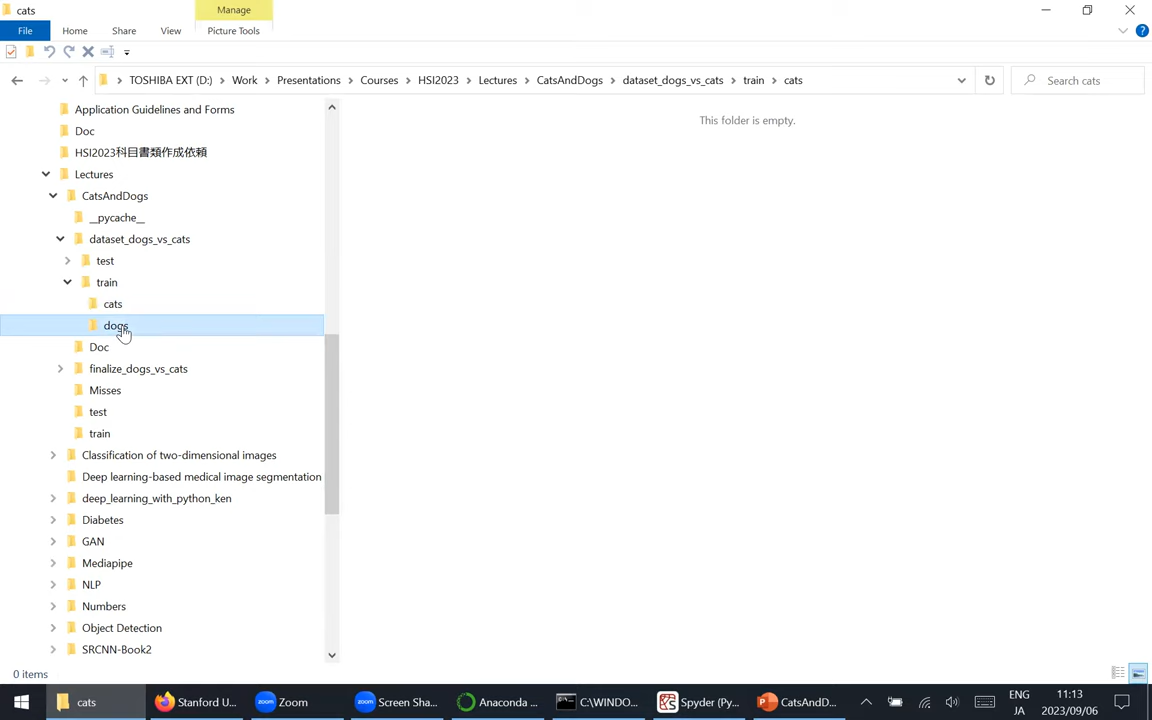 cats
Manage
File
Home
Share
View
Picture Tools
TOSHIBA EXT (D:) > Work > Presentations > Courses > HSI2023 > Lectures > CatsAndDogs > dataset_dogs_vs_cats > train > cats
Search cats
Application Guidelines and Forms
This folder is empty.
Doc
HSI2023科目書類作成依頼
Lectures
CatsAndDogs
__pycache__
dataset_dogs_vs_cats
test
train
cats
dogs
Doc
finalize_dogs_vs_cats
Misses
test
train
Classification of two-dimensional images
Deep learning-based medical image segmentation
deep_learning_with_python_ken
Diabetes
GAN
Mediapipe
NLP
Numbers
Object Detection
SRCNN-Book2
0 items
cats
Stanford U...
Zoom
Screen Sha...
Anaconda ...
C:\WINDO...
Spyder (Py...
CatsAndD...
ENG
JA
11:13
2023/09/06